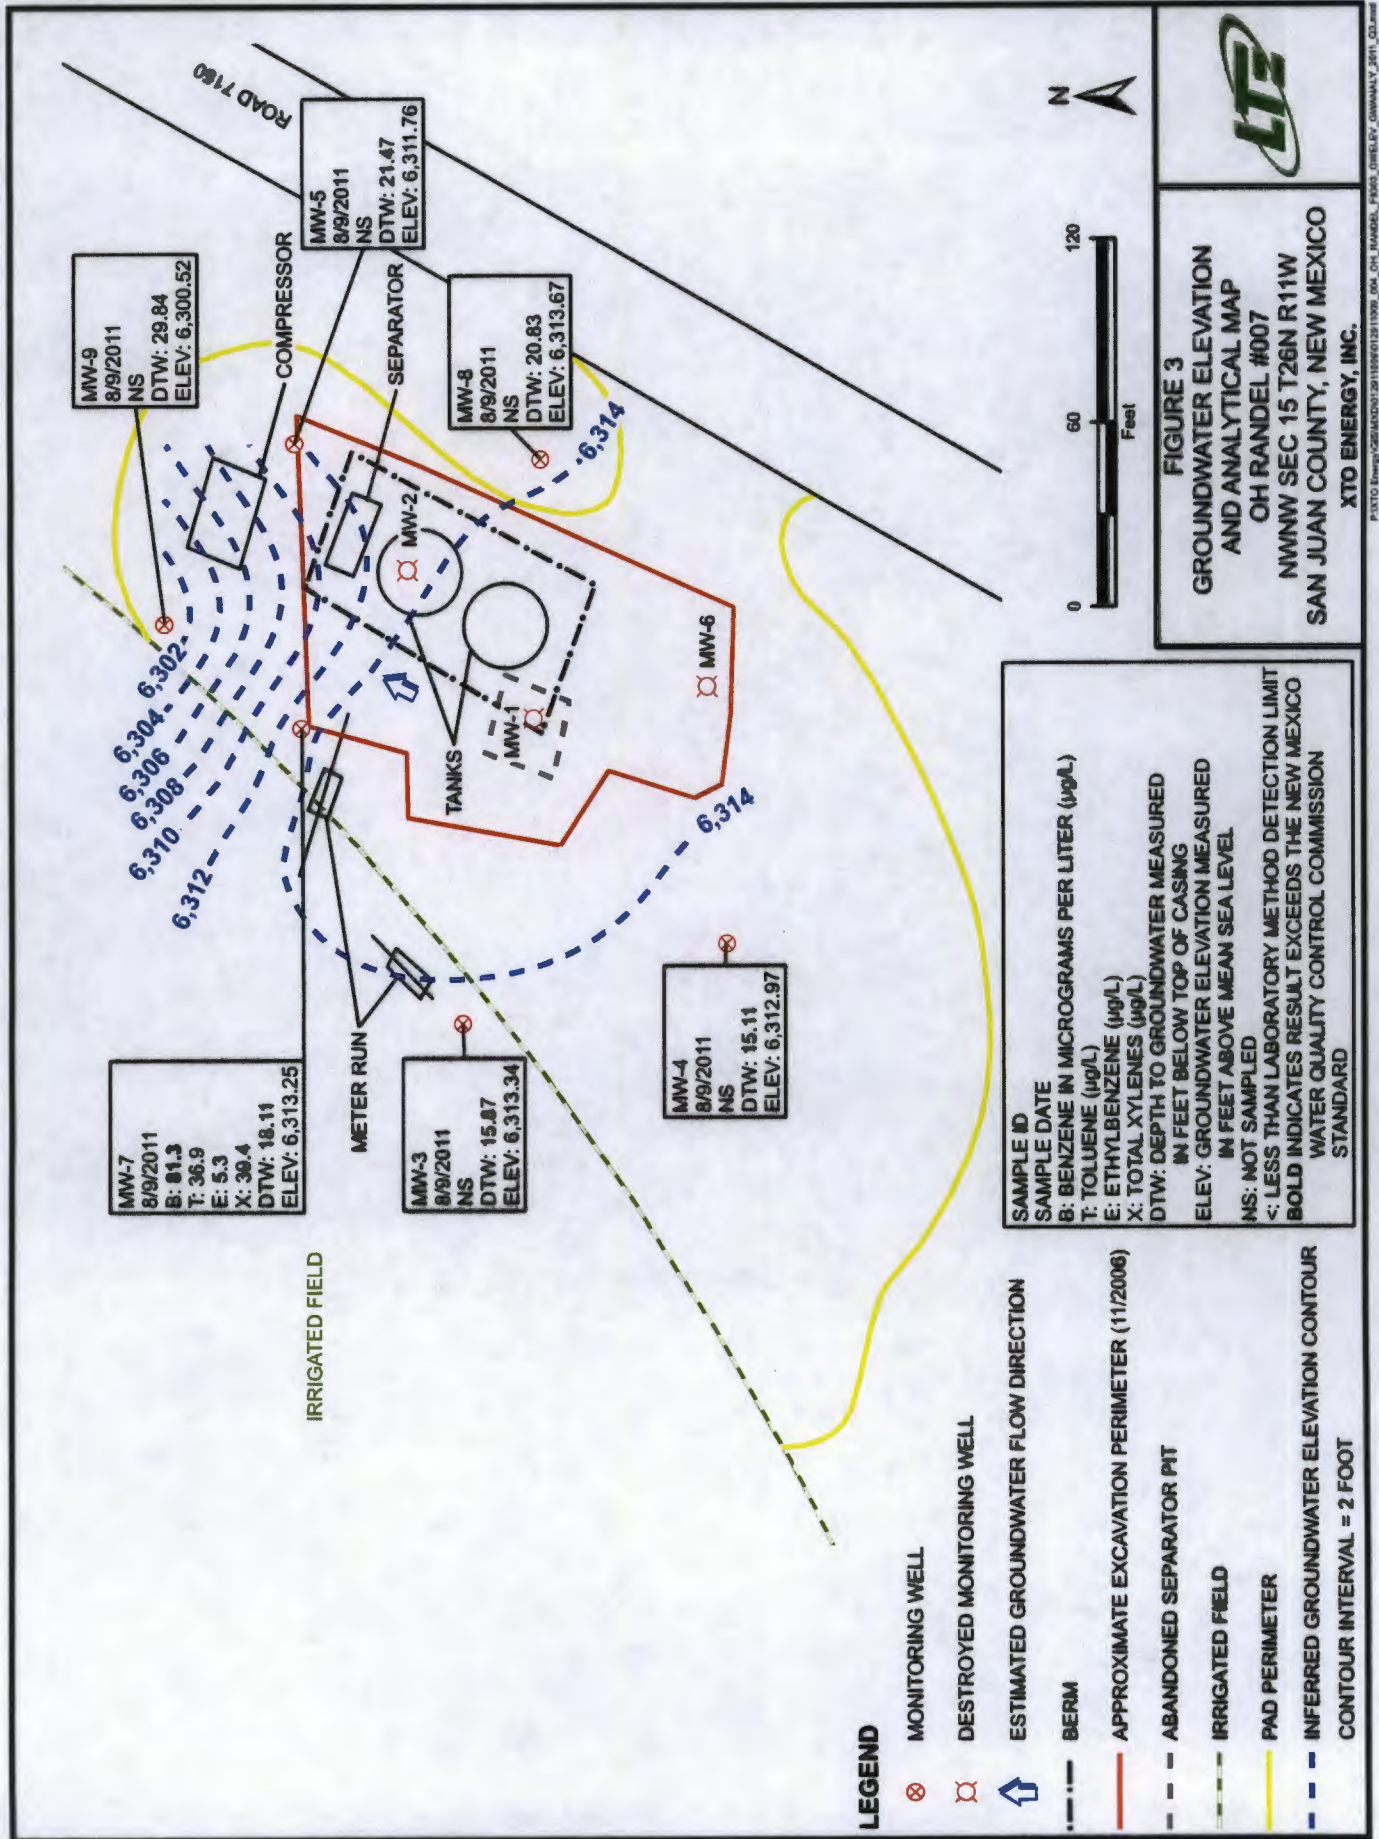 MW-7
8/9/2011
B: 81.3
T: 36.9
E: 5.3
X: 39.4
DTW: 18.11
ELEV: 6,313.25
MW-9
8/9/2011
NS
DTW: 29.84
ELEV: 6,300.52
ROAD 7150
MW-5
8/9/2011
NS
DTW: 21.47
ELEV: 6,311.76
COMPRESSOR
SEPARATOR
MW-8
8/9/2011
NS
DTW: 20.83
ELEV: 6,313.67
6,302
6,304
6,306
6,308
6,310
6,312
6,314
6,314
IRRIGATED FIELD
METER RUN
MW-3
8/9/2011
NS
DTW: 15.87
ELEV: 6,313.34
TANKS
MW-2
MW-1
MW-6
MW-4
8/9/2011
NS
DTW: 15.11
ELEV: 6,312.97
N
0
60
120
Feet
LEGEND
MONITORING WELL
DESTROYED MONITORING WELL
ESTIMATED GROUNDWATER FLOW DIRECTION
BERM
APPROXIMATE EXCAVATION PERIMETER (11/2006)
ABANDONED SEPARATOR PIT
IRRIGATED FIELD
PAD PERIMETER
INFERRED GROUNDWATER ELEVATION CONTOUR
CONTOUR INTERVAL = 2 FOOT
SAMPLE ID
SAMPLE DATE
B: BENZENE IN MICROGRAMS PER LITER (µg/L)
T: TOLUENE (µg/L)
E: ETHYLBENZENE (µg/L)
X: TOTAL XYLENES (µg/L)
DTW: DEPTH TO GROUNDWATER MEASURED
IN FEET BELOW TOP OF CASING
ELEV: GROUNDWATER ELEVATION MEASURED
IN FEET ABOVE MEAN SEA LEVEL
NS: NOT SAMPLED
<: LESS THAN LABORATORY METHOD DETECTION LIMIT
BOLD INDICATES RESULT EXCEEDS THE NEW MEXICO
WATER QUALITY CONTROL COMMISSION
STANDARD
FIGURE 3
GROUNDWATER ELEVATION
AND ANALYTICAL MAP
OH RANDEL #007
NWNW SEC 15 T26N R11W
SAN JUAN COUNTY, NEW MEXICO
XTO ENERGY, INC.
LTE